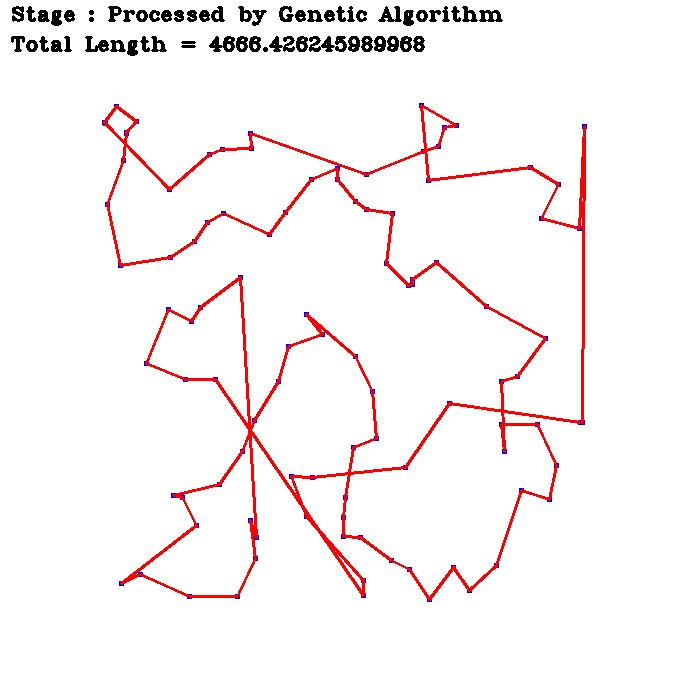 Stage : Processed by Genetic Algorithm
Total Length = 4666.426245989968